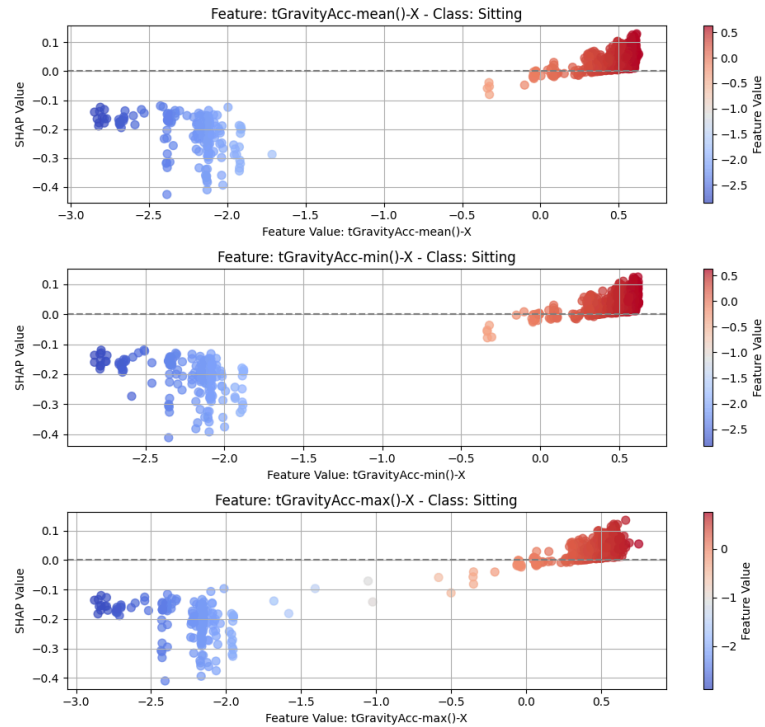 Feature: tGravityAcc-mean()-X - Class: Sitting
0.1
0.0
−0.1
−0.2
−0.3
−0.4
SHAP Value
−3.0 −2.5 −2.0 −1.5 −1.0 −0.5 0.0 0.5
Feature Value: tGravityAcc-mean()-X
0.5
0.0
−0.5
−1.0
−1.5
−2.0
−2.5
Feature Value
Feature: tGravityAcc-min()-X - Class: Sitting
0.1
0.0
−0.1
−0.2
−0.3
−0.4
SHAP Value
−2.5 −2.0 −1.5 −1.0 −0.5 0.0 0.5
Feature Value: tGravityAcc-min()-X
0.5
0.0
−0.5
−1.0
−1.5
−2.0
−2.5
Feature Value
Feature: tGravityAcc-max()-X - Class: Sitting
0.1
0.0
−0.1
−0.2
−0.3
−0.4
SHAP Value
−3.0 −2.5 −2.0 −1.5 −1.0 −0.5 0.0 0.5
Feature Value: tGravityAcc-max()-X
0
−1
−2
Feature Value